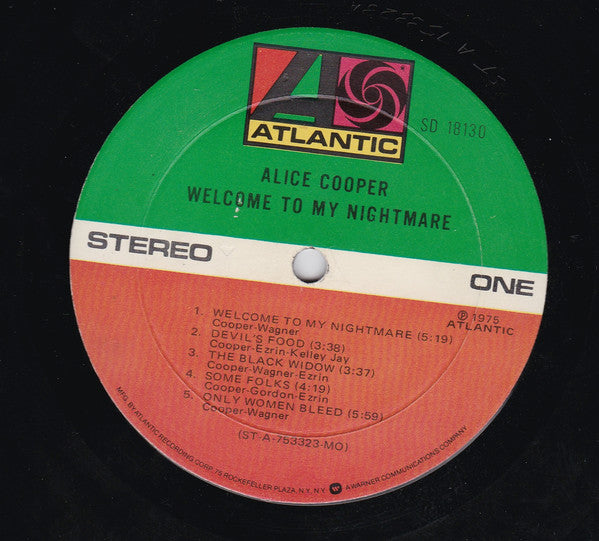 ST A 753323A
ATLANTIC
SD 18130
ALICE COOPER
WELCOME TO MY NIGHTMARE
STEREO
ONE
℗ 1975
ATLANTIC
1. WELCOME TO MY NIGHTMARE (5:19)
Cooper-Wagner
2. DEVIL'S FOOD (3:38)
Cooper-Ezrin-Kelley Jay
3. THE BLACK WIDOW (3:37)
Cooper-Wagner-Ezrin
4. SOME FOLKS (4:19)
Cooper-Gordon-Ezrin
5. ONLY WOMEN BLEED (5:59)
Cooper-Wagner
(ST-A-753323-MO)
MFG. BY ATLANTIC RECORDING CORP. 75 ROCKEFELLER PLAZA, N.Y. N.Y. A WARNER COMMUNICATIONS COMPANY